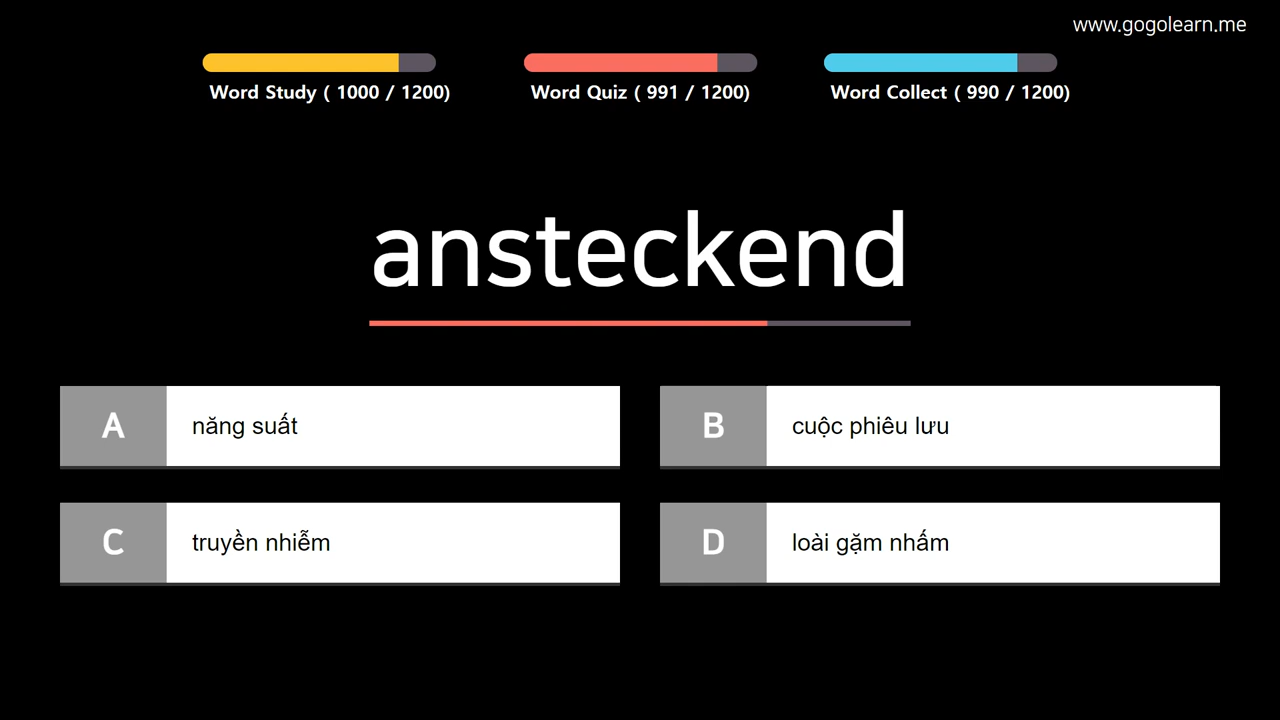 www.gogolearn.me
Word Study ( 1000 / 1200)
Word Quiz ( 991 / 1200)
Word Collect ( 990 / 1200)
ansteckend
A năng suất
B cuộc phiêu lưu
C truyền nhiễm
D loài gặm nhấm